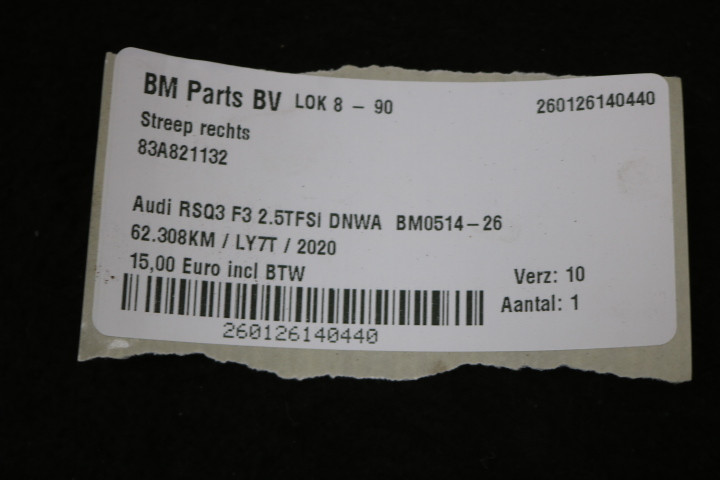 BM Parts BV LOK 8 - 90 260126140440
Streep rechts
83A821132
Audi RSQ3 F3 2.5TFSI DNWA BM0514-26
62.308KM / LY7T / 2020
15,00 Euro incl BTW Verz: 10
Aantal: 1
260126140440